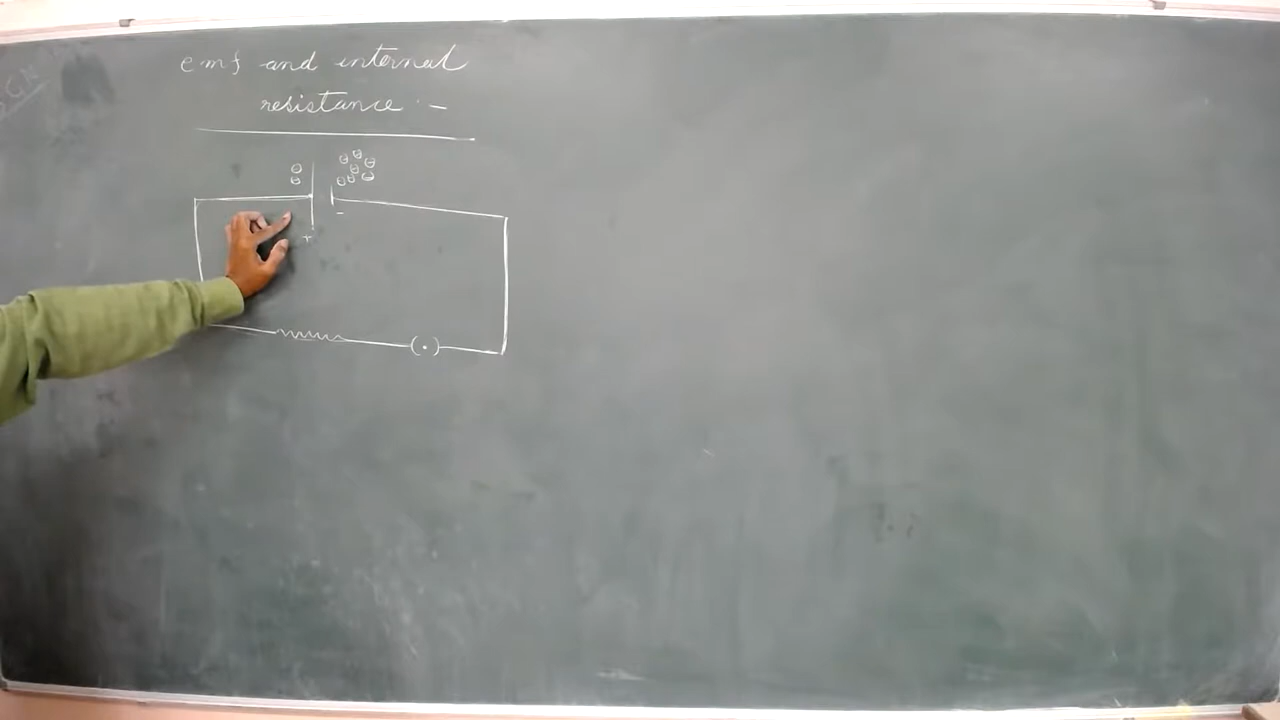 emf and internal
resistance :-
+
-
(.)